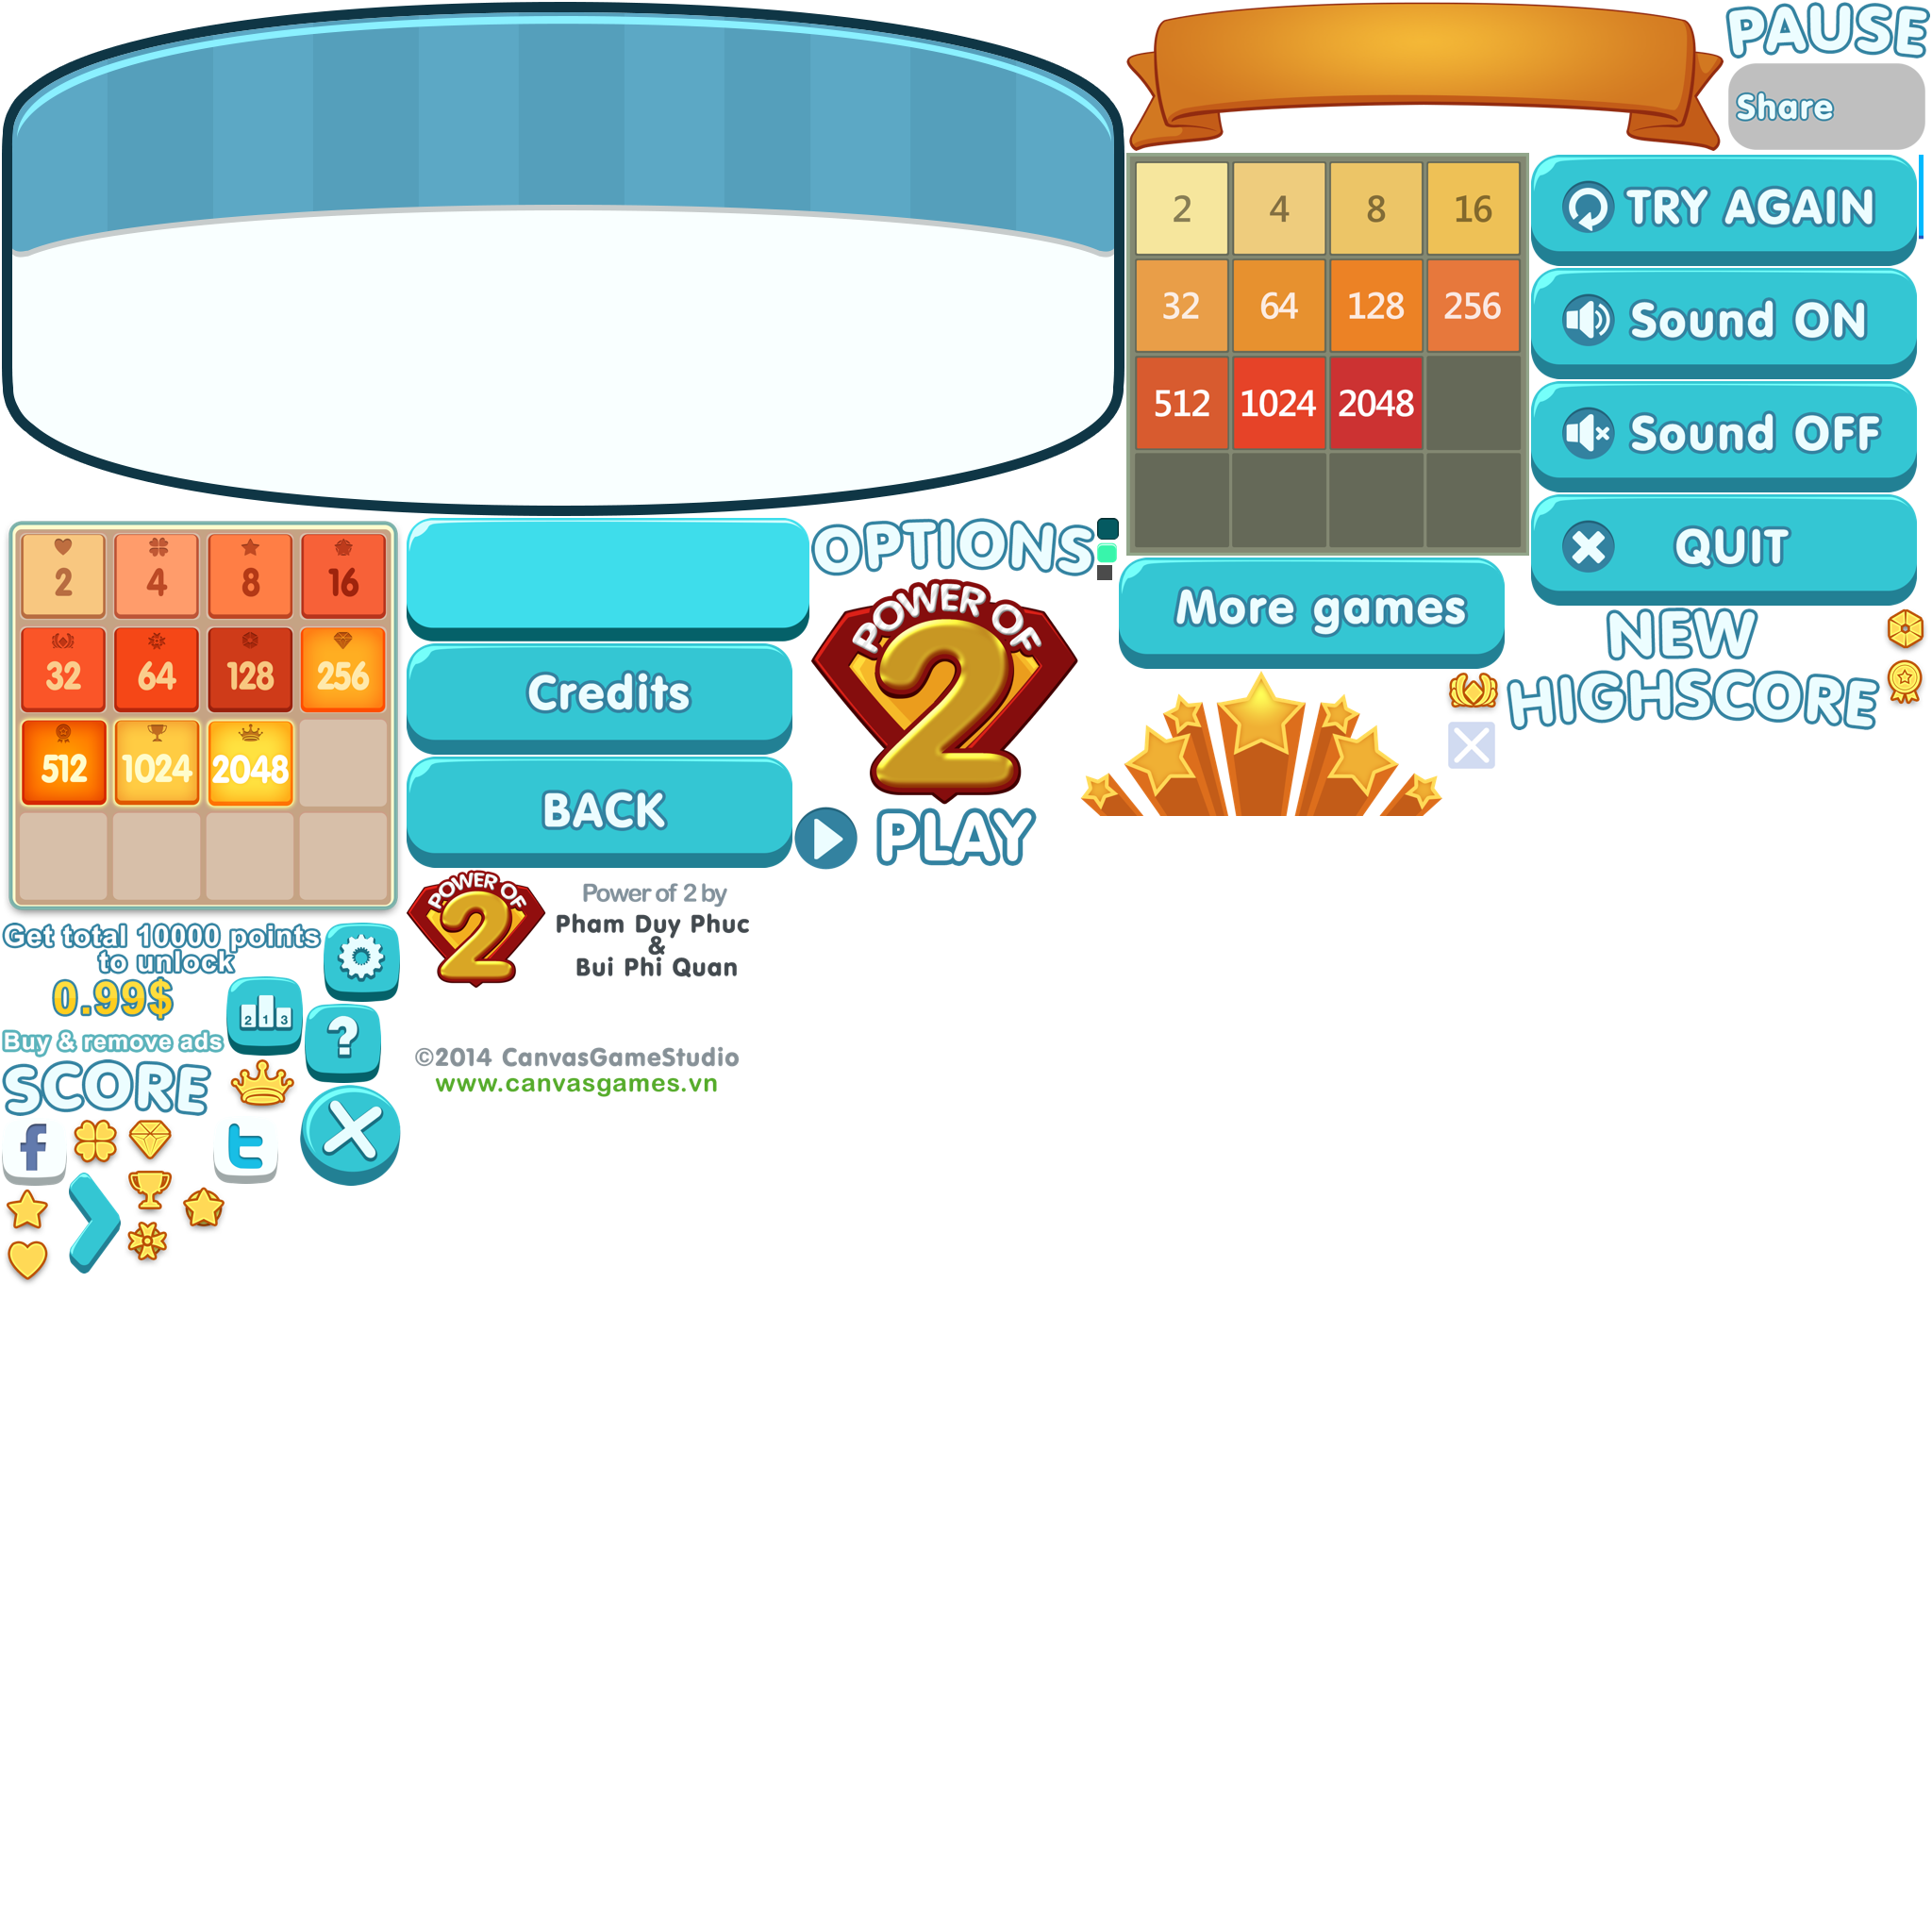 PAUSE
Share
2 4 8 16
32 64 128 256
512 1024 2048
TRY AGAIN
Sound ON
Sound OFF
QUIT
2 4 8 16
32 64 128 256
512 1024 2048
Credits
BACK
OPTIONS
POWER OF
2
PLAY
More games
NEW
HIGHSCORE
Get total 10000 points
to unlock
0.99$
Buy & remove ads
SCORE
2 1 3
?
f
t
POWER OF
2
Power of 2 by
Pham Duy Phuc
&
Bui Phi Quan
©2014 CanvasGameStudio
www.canvasgames.vn